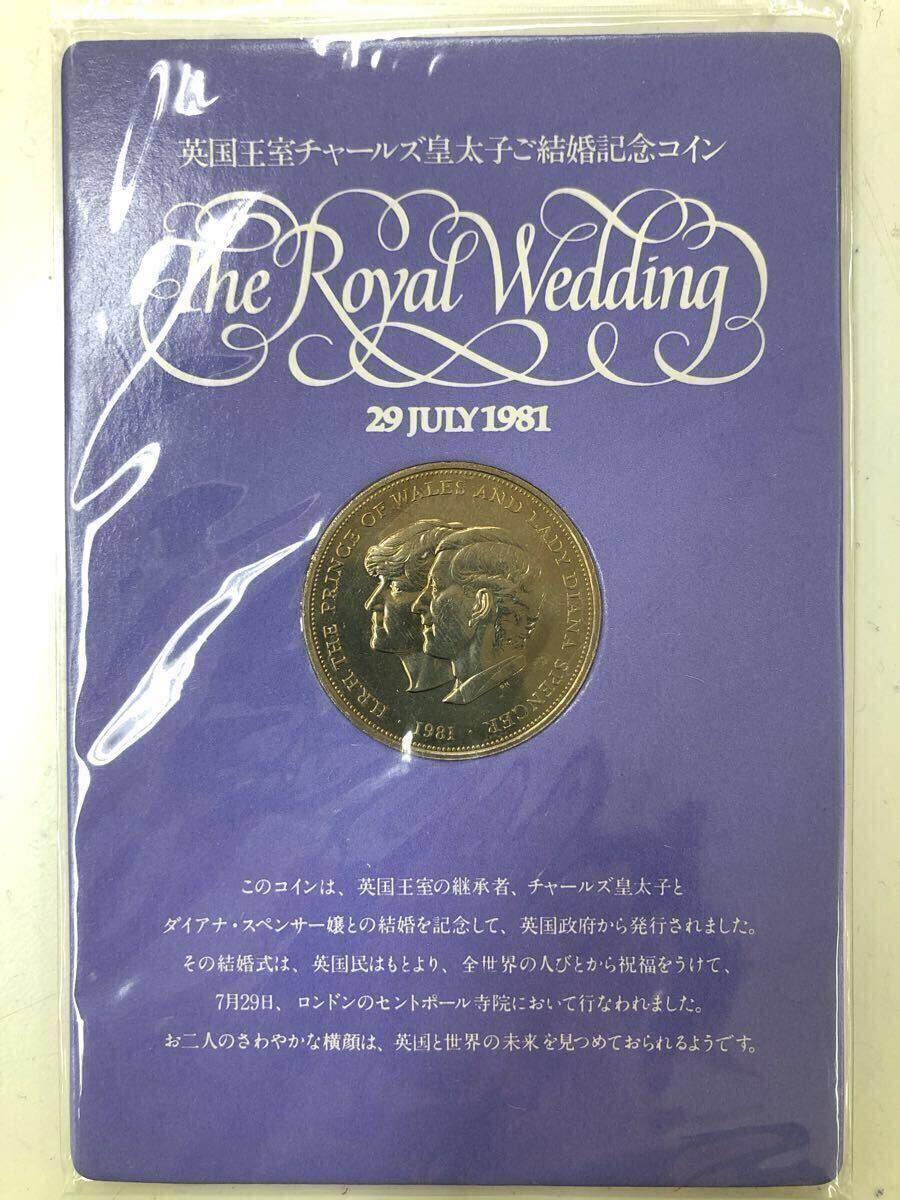 英国王室チャールズ皇太子ご結婚記念コイン
The Royal Wedding
29 JULY 1981
H.R.H. THE PRINCE OF WALES AND LADY DIANA SPENCER
· 1981 ·
このコインは、英国王室の継承者、チャールズ皇太子と
ダイアナ・スペンサー嬢との結婚を記念して、英国政府から発行されました。
その結婚式は、英国民はもとより、全世界の人びとから祝福をうけて、
7月29日、ロンドンのセントポール寺院において行なわれました。
お二人のさわやかな横顔は、英国と世界の未来を見つめておられるようです。